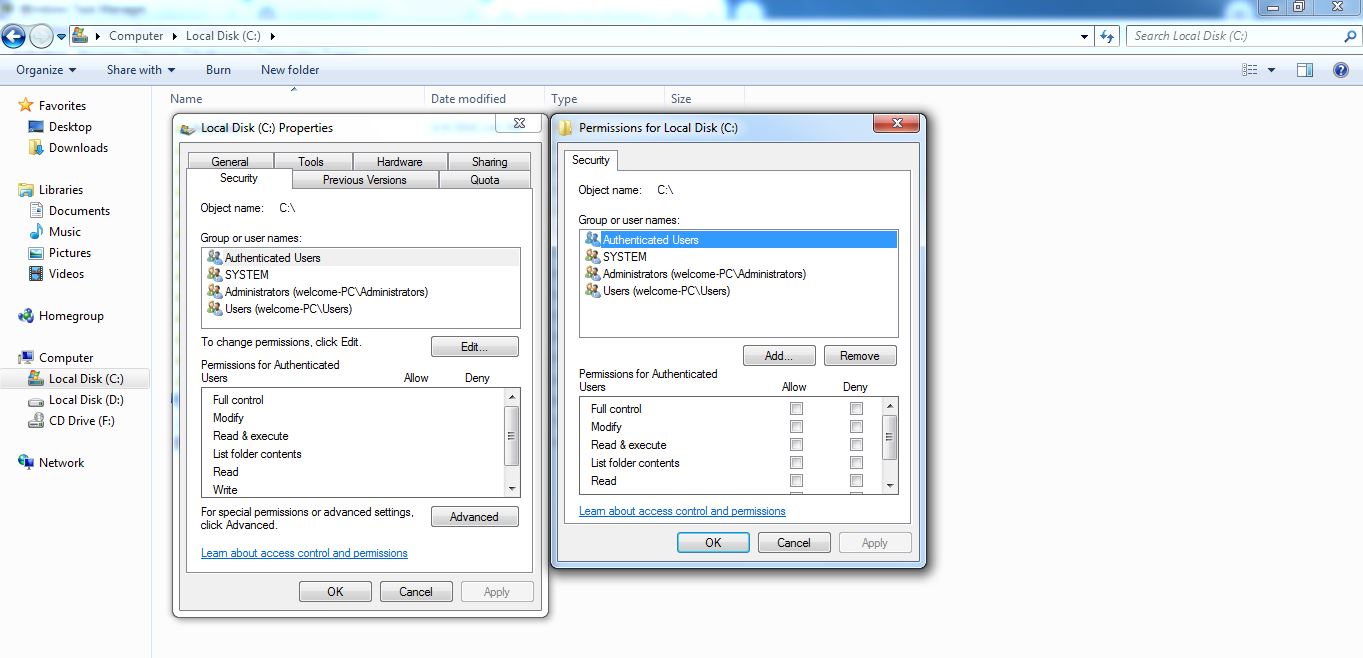 Windows Task Manager
Computer Local Disk (C:)
Search Local Disk (C:)
Organize Share with Burn New folder
Favorites
Desktop
Downloads
Libraries
Documents
Music
Pictures
Videos
Homegroup
Computer
Local Disk (C:)
Local Disk (D:)
CD Drive (F:)
Network
Name Date modified Type Size
Local Disk (C:) Properties
General Tools Hardware Sharing
Security Previous Versions Quota
Object name: C:\
Group or user names:
Authenticated Users
SYSTEM
Administrators (welcome-PC\Administrators)
Users (welcome-PC\Users)
To change permissions, click Edit.
Edit...
Permissions for Authenticated
Users Allow Deny
Full control
Modify
Read & execute
List folder contents
Read
Write
For special permissions or advanced settings,
click Advanced.
Advanced
Learn about access control and permissions
OK Cancel Apply
Permissions for Local Disk (C:)
Security
Object name: C:\
Group or user names:
Authenticated Users
SYSTEM
Administrators (welcome-PC\Administrators)
Users (welcome-PC\Users)
Add... Remove
Permissions for Authenticated
Users Allow Deny
Full control
Modify
Read & execute
List folder contents
Read
Learn about access control and permissions
OK Cancel Apply